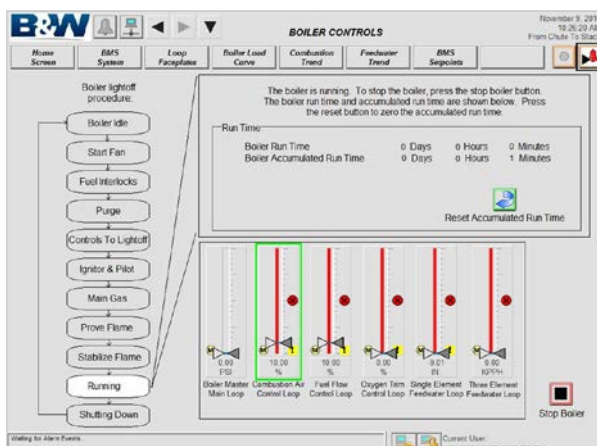 B&W
BOILER CONTROLS
November 9, 201
10:26:20 A
From Chute To Stac
Home Screen
BMS System
Loop Faceplates
Boiler Load Curve
Combustion Trend
Feedwater Trend
BMS Setpoints
Boiler lightoff
procedure:
Boiler Idle
Start Fan
Fuel Interlocks
Purge
Controls To Lightoff
Ignitor & Pilot
Main Gas
Prove Flame
Stabilize Flame
Running
Shutting Down
The boiler is running. To stop the boiler, press the stop boiler button.
The boiler run time and accumulated run time are shown below. Press
the reset button to zero the accumulated run time.
Run Time
Boiler Run Time 0 Days 0 Hours 0 Minutes
Boiler Accumulated Run Time 0 Days 0 Hours 1 Minutes
Reset Accumulated Run Time
M M M M M M
0.00 10.00 10.00 0.00 -9.01 0.00
PSI % % % IN KPPH
Boiler Master Main Loop
Combustion Air Control Loop
Fuel Flow Control Loop
Oxygen Trim Control Loop
Single Element Feedwater Loop
Three Element Feedwater Loop
Stop Boiler
Waiting for Alarm Events.
Current User: